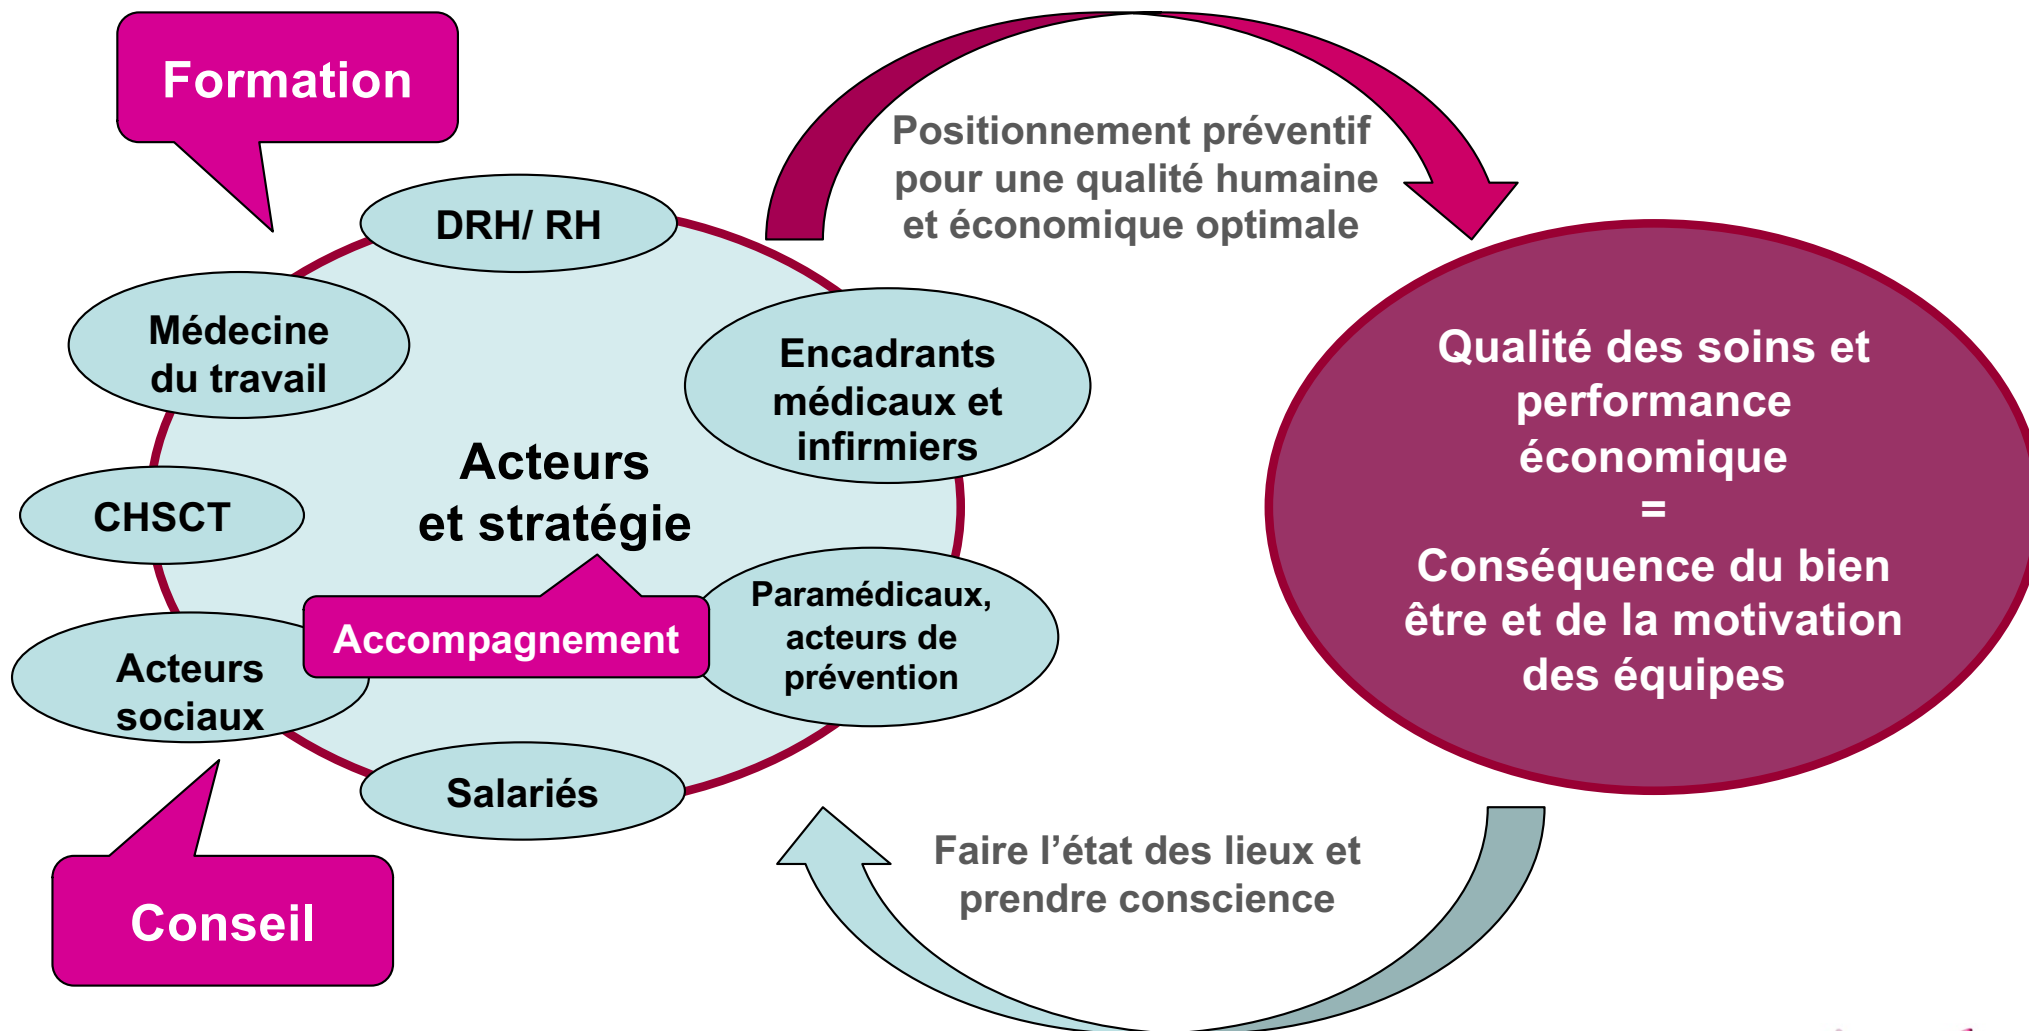 Formation
Positionnement préventif
pour une qualité humaine
et économique optimale
DRH/ RH
Médecine
du travail
Encadrants
médicaux et
infirmiers
Qualité des soins et
performance
économique
=
Conséquence du bien
être et de la motivation
des équipes
Acteurs
et stratégie
CHSCT
Accompagnement
Paramédicaux,
acteurs de
prévention
Acteurs
sociaux
Salariés
Faire l’état des lieux et
prendre conscience
Conseil